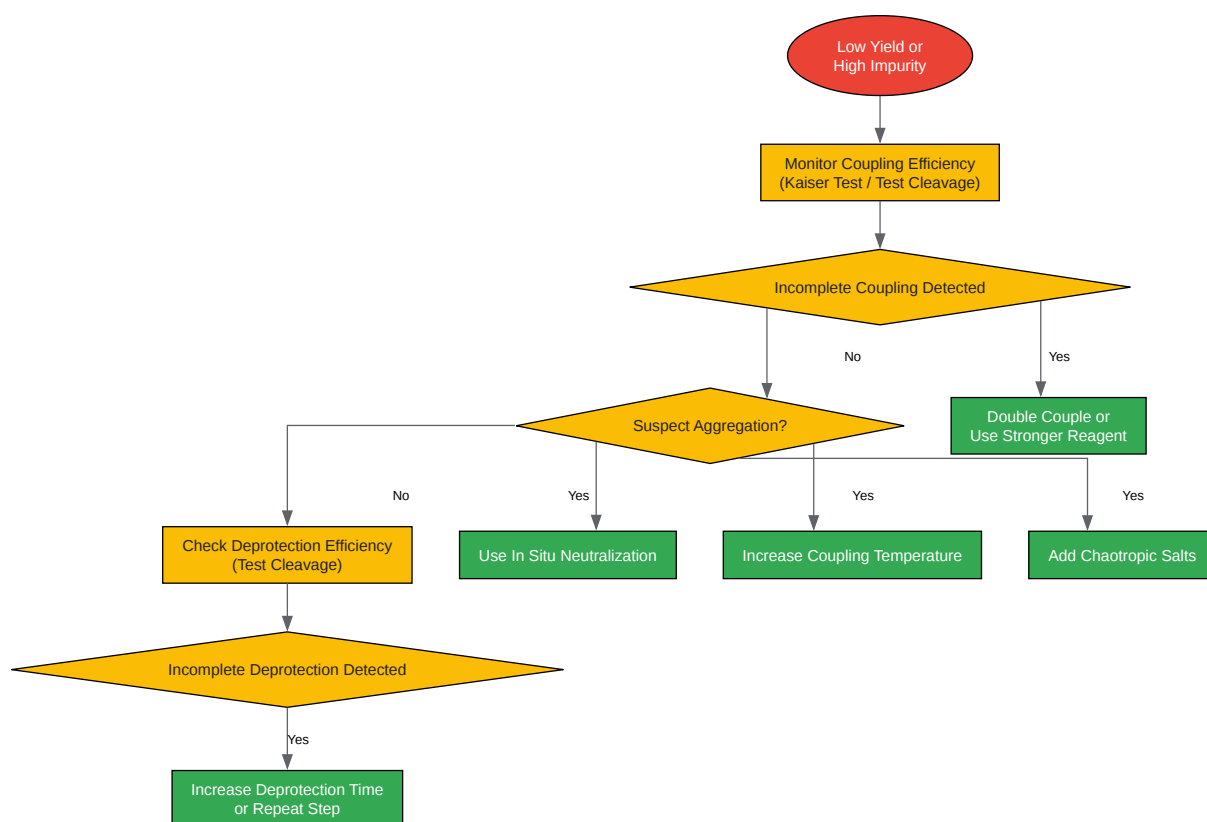 Low Yield or
High Impurity
Monitor Coupling Efficiency
(Kaiser Test / Test Cleavage)
Incomplete Coupling Detected
No
Yes
Double Couple or
Use Stronger Reagent
Suspect Aggregation?
No
Yes
Yes
Yes
Check Deprotection Efficiency
(Test Cleavage)
Use In Situ Neutralization
Increase Coupling Temperature
Add Chaotropic Salts
Incomplete Deprotection Detected
Yes
Increase Deprotection Time
or Repeat Step